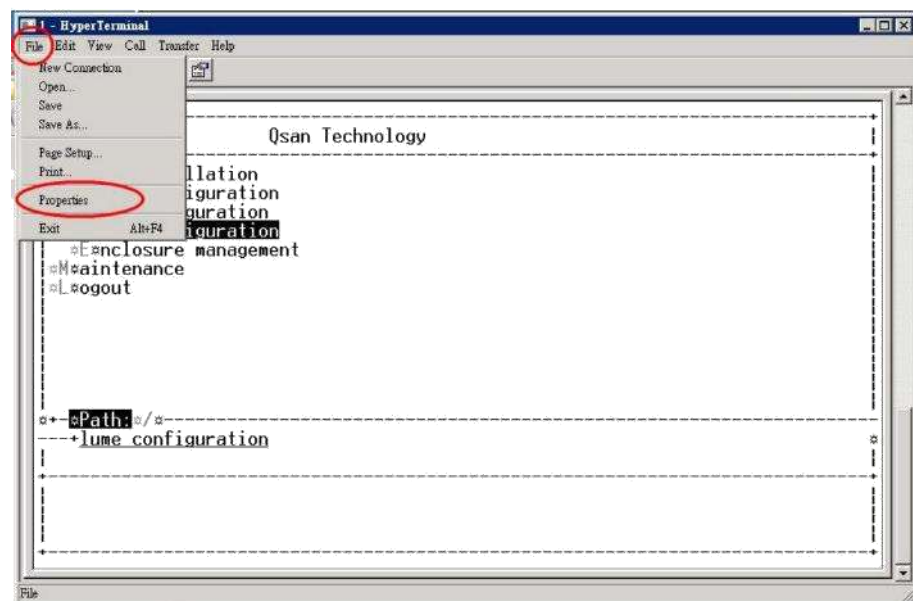 1 - HyperTerminal
File Edit View Call Transfer Help
New Connection
Open...
Save
Save As...
Page Setup...
Print...
Properties
Exit Alt+F4
Qsan Technology
llation
iguration
guration
iguration
¤E¤nclosure management
¤M¤aintenance
¤L¤ogout
¤+-¤Path:¤/¤
---+lume configuration ¤
File